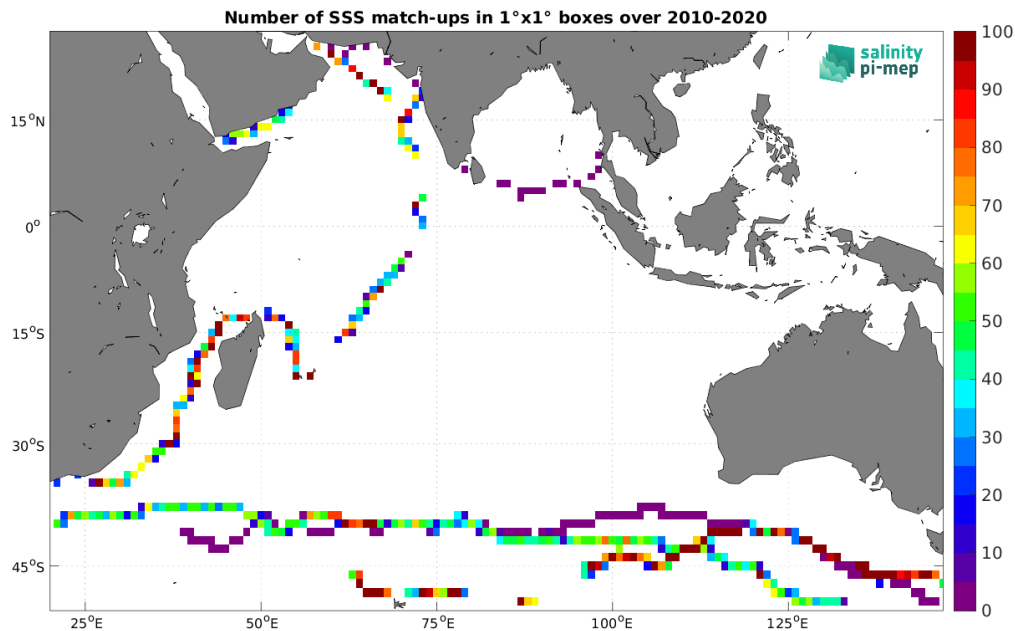 Number of SSS match-ups in 1°x1° boxes over 2010-2020
salinity
pi-mep
15°N
0°
15°S
30°S
45°S
25°E
50°E
75°E
100°E
125°E
100
90
80
70
60
50
40
30
20
10
0